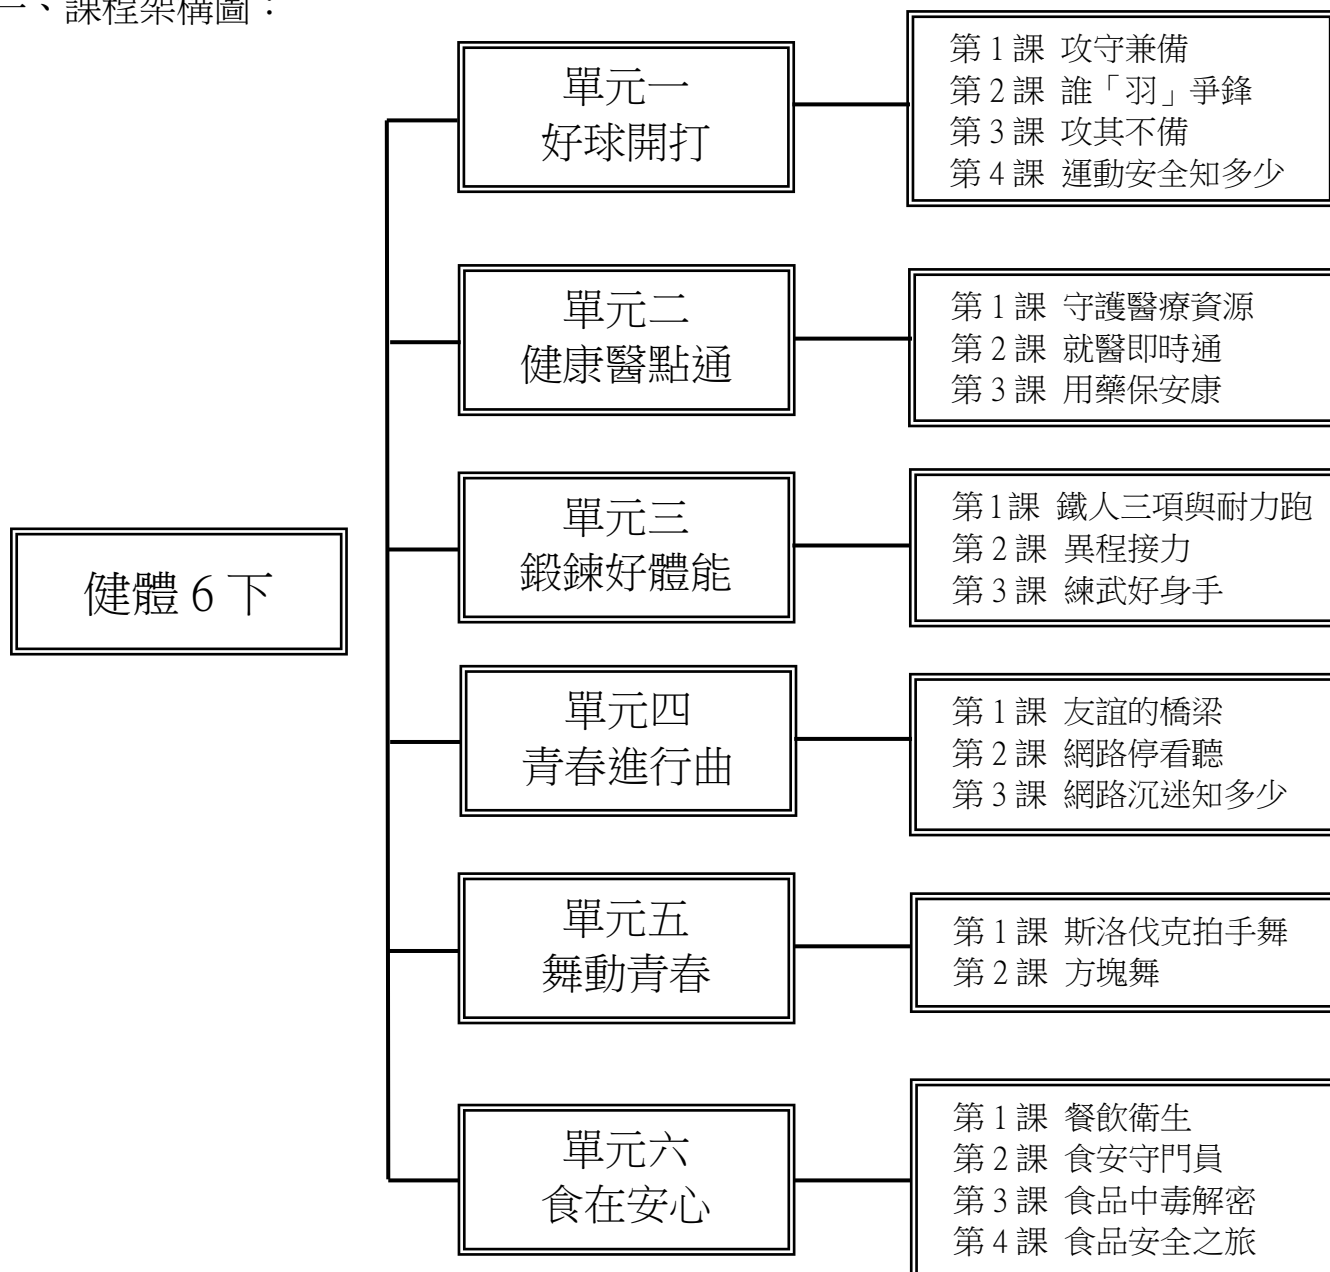 一、課程架構圖：
健體 6 下
單元一
好球開打
第 1 課 攻守兼備
第 2 課 誰「羽」爭鋒
第 3 課 攻其不備
第 4 課 運動安全知多少
單元二
健康醫點通
第 1 課 守護醫療資源
第 2 課 就醫即時通
第 3 課 用藥保安康
單元三
鍛鍊好體能
第 1 課 鐵人三項與耐力跑
第 2 課 異程接力
第 3 課 練武好身手
單元四
青春進行曲
第 1 課 友誼的橋梁
第 2 課 網路停看聽
第 3 課 網路沉迷知多少
單元五
舞動青春
第 1 課 斯洛伐克拍手舞
第 2 課 方塊舞
單元六
食在安心
第 1 課 餐飲衛生
第 2 課 食安守門員
第 3 課 食品中毒解密
第 4 課 食品安全之旅